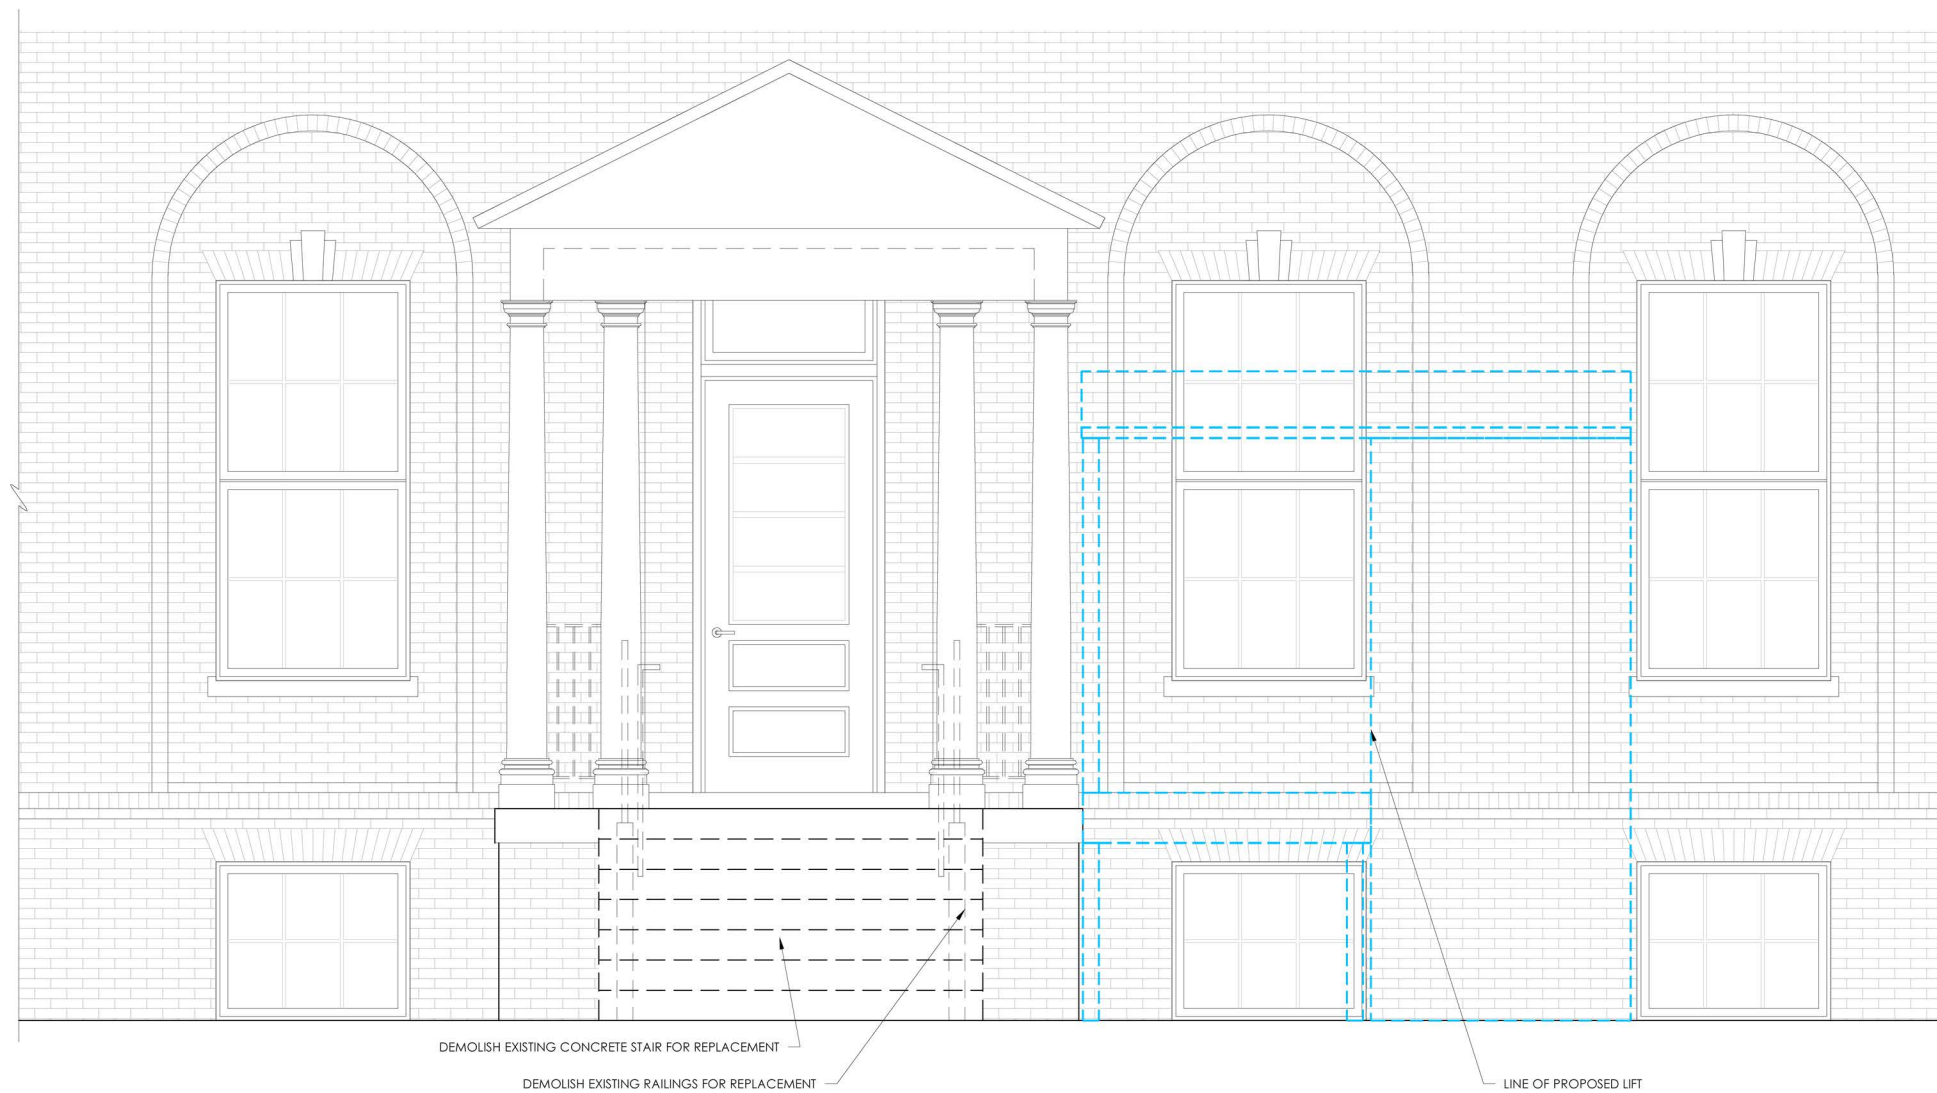 DEMOLISH EXISTING CONCRETE STAIR FOR REPLACEMENT
DEMOLISH EXISTING RAILINGS FOR REPLACEMENT
LINE OF PROPOSED LIFT